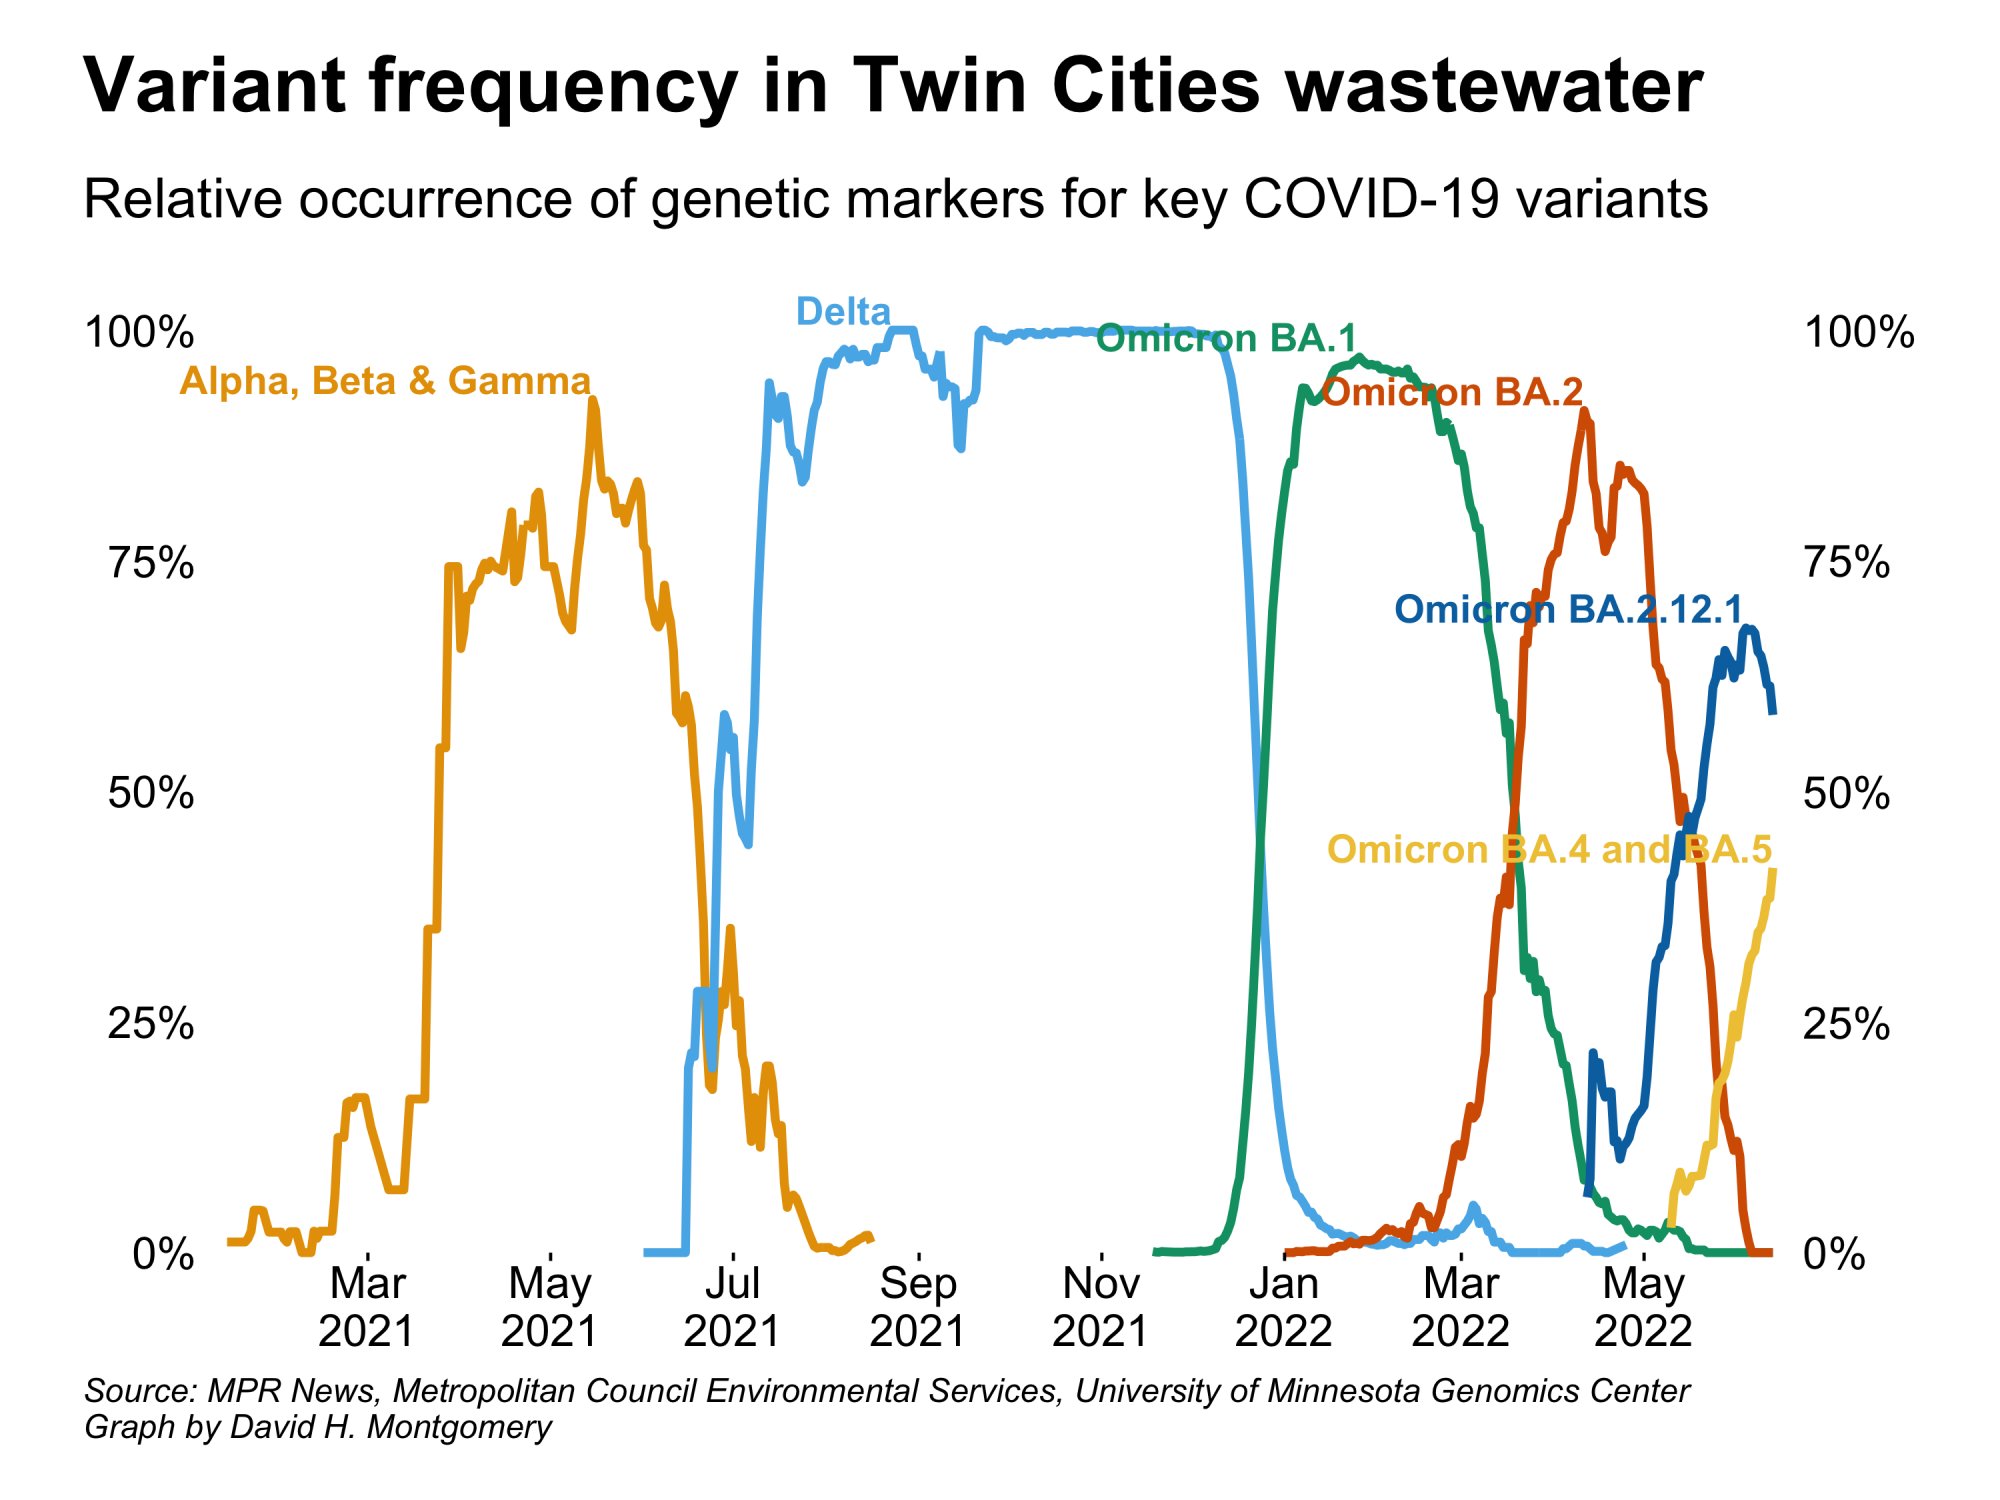 Variant frequency in Twin Cities wastewater
Relative occurrence of genetic markers for key COVID-19 variants
Delta
100%
Omicron BA.1
100%
Alpha, Beta & Gamma
Omicron BA.2
75%
75%
Omicron BA.2.12.1
50%
50%
Omicron BA.4 and BA.5
25%
25%
0%
0%
Mar 2021
May 2021
Jul 2021
Sep 2021
Nov 2021
Jan 2022
Mar 2022
May 2022
Source: MPR News, Metropolitan Council Environmental Services, University of Minnesota Genomics Center
Graph by David H. Montgomery